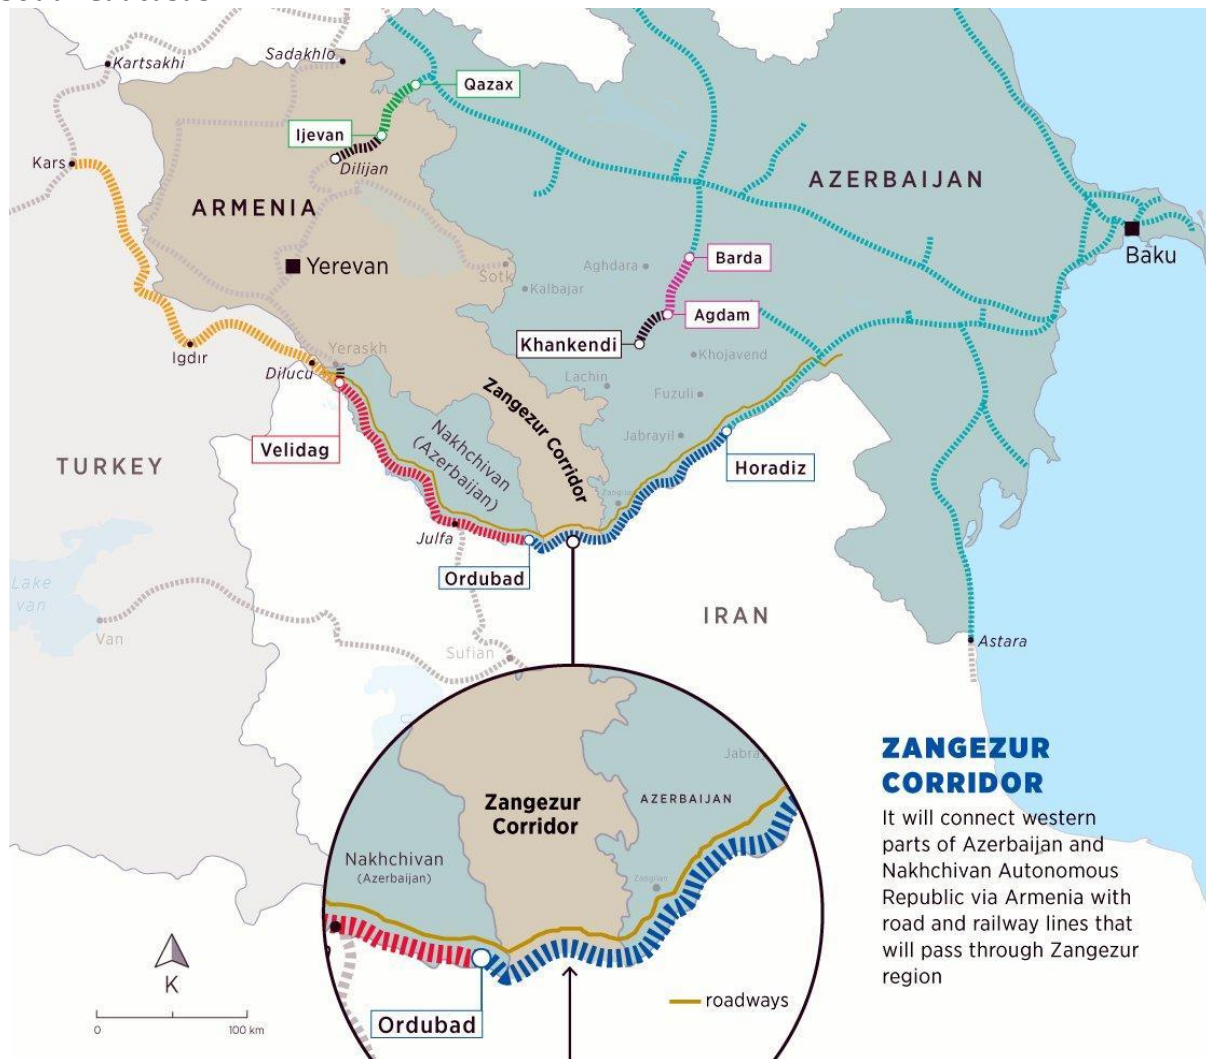 Kartsakhi
Sadakhlo
Qazax
Ijevan
Dilijan
Kars
ARMENIA
AZERBAIJAN
Yerevan
Sotk
Aghdara
Kalbajar
Barda
Baku
Agdam
Khankendi
Khojavend
Igdır
Yeraskh
Dilucu
Lachin
Fuzuli
Zangezur Corridor
Velidag
Nakhchivan
(Azerbaijan)
Jabrayil
Horadiz
TURKEY
Zangilan
Julfa
Ordubad
Lake
van
Van
IRAN
Sufian
Astara
ZANGEZUR
CORRIDOR
It will connect western
parts of Azerbaijan and
Nakhchivan Autonomous
Republic via Armenia with
road and railway lines that
will pass through Zangezur
region
Zangezur
Corridor
AZERBAIJAN
Nakhchivan
(Azerbaijan)
Zangilan
Ordubad
roadways
K
0
100 km